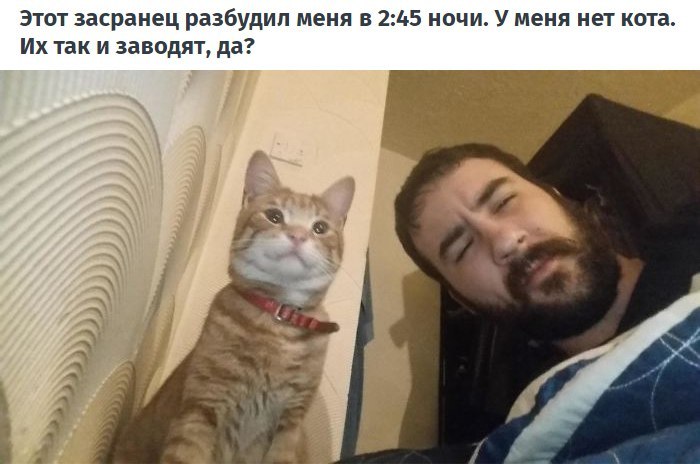 Этот засранец разбудил меня в 2:45 ночи. У меня нет кота.
Их так и заводят, да?